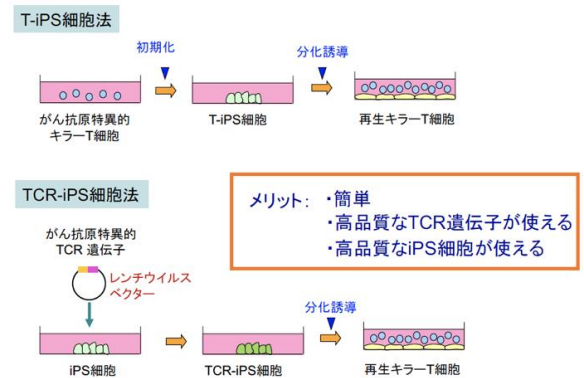 T-iPS細胞法
初期化
分化誘導
がん抗原特異的
キラーT細胞
T-iPS細胞
再生キラーT細胞
TCR-iPS細胞法
メリット： ・簡単
・高品質なTCR遺伝子が使える
・高品質なiPS細胞が使える
がん抗原特異的
TCR 遺伝子
レンチウイルス
ベクター
分化誘導
iPS細胞
TCR-iPS細胞
再生キラーT細胞